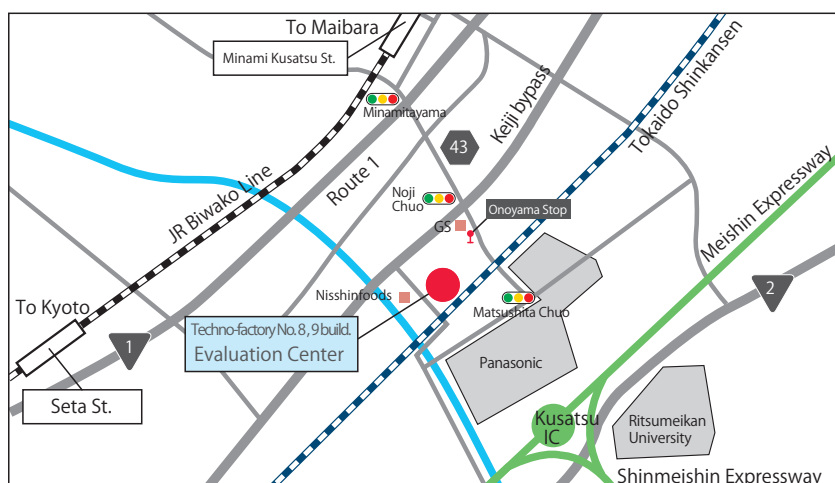 To Maibara
Minami Kusatsu St.
Minamitayama
43
Keiji bypass
Tokaido Shinkansen
JR Biwako Line
Route 1
Noji
Chuo
GS
Onoyama Stop
Meishin Expressway
To Kyoto
Nisshinfoods
Matsushita Chuo
2
1
Techno-factory No. 8, 9 build.
Evaluation Center
Panasonic
Seta St.
Kusatsu
IC
Ritsumeikan
University
Shinmeishin Expressway